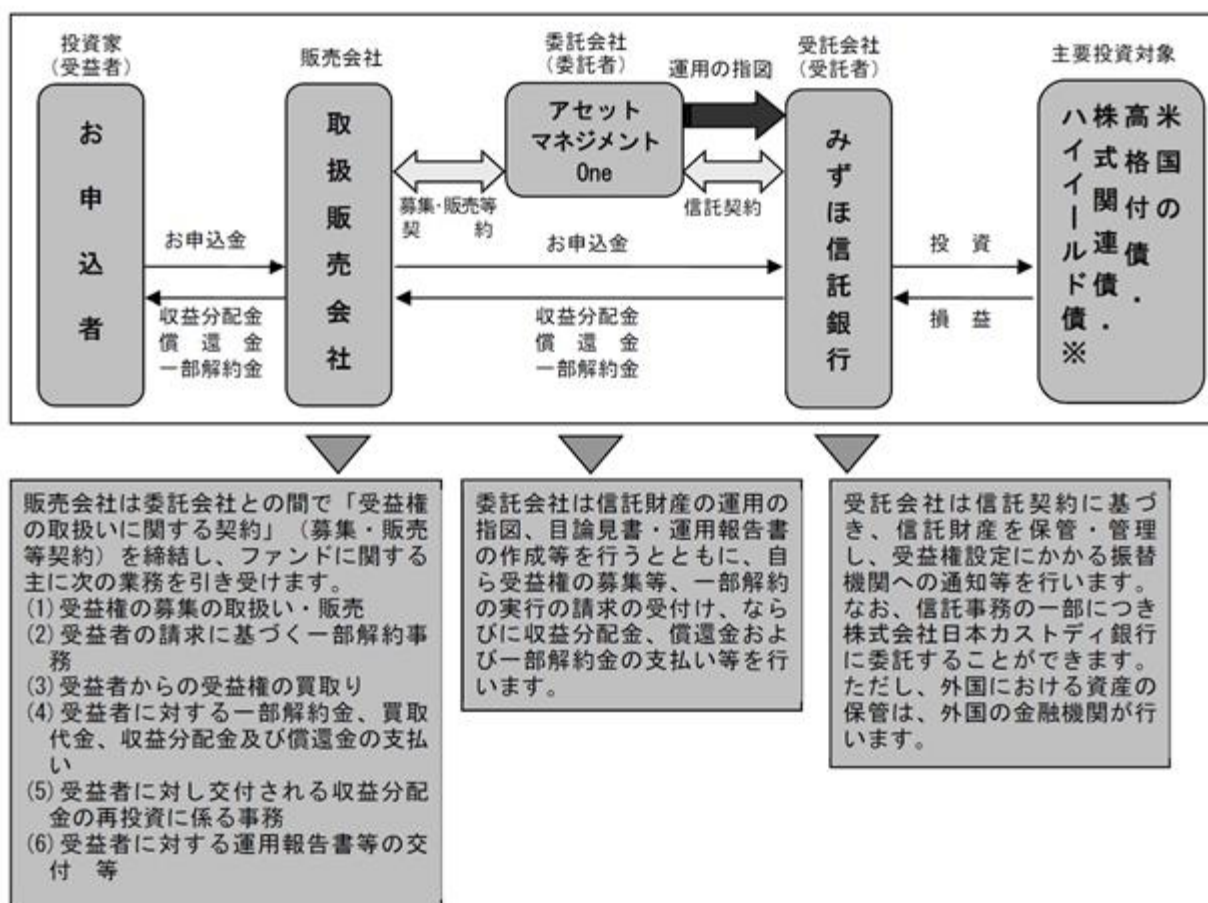 投資家
（受益者）
お申込者
販売会社
取扱販売会社
委託会社
（委託者）
アセット
マネジメント
One
運用の指図
受託会社
（受託者）
みずほ信託銀行
主要投資対象
米国の
高格付債・
株式関連債・
ハイイールド債※
募集・販売等
契　約
信託契約
お申込金
収益分配金
償　還　金
一部解約金
お申込金
収益分配金
償　還　金
一部解約金
投　資
損　益
販売会社は委託会社との間で「受益権
の取扱いに関する契約」（募集・販売
等契約）を締結し、ファンドに関する
主に次の業務を引き受けます。
(1)受益権の募集の取扱い・販売
(2)受益者の請求に基づく一部解約事
務
(3)受益者からの受益権の買取り
(4)受益者に対する一部解約金、買取
代金、収益分配金及び償還金の支払
い
(5)受益者に対し交付される収益分配
金の再投資に係る事務
(6)受益者に対する運用報告書等の交
付　等
委託会社は信託財産の運用の
指図、目論見書・運用報告書
の作成等を行うとともに、自
ら受益権の募集等、一部解約
の実行の請求の受付け、なら
びに収益分配金、償還金およ
び一部解約金の支払い等を行
います。
受託会社は信託契約に基づ
き、信託財産を保管・管理
し、受益権設定にかかる振替
機関への通知等を行います。
なお、信託事務の一部につき
株式会社日本カストディ銀行
に委託することができます。
ただし、外国における資産の
保管は、外国の金融機関が行
います。